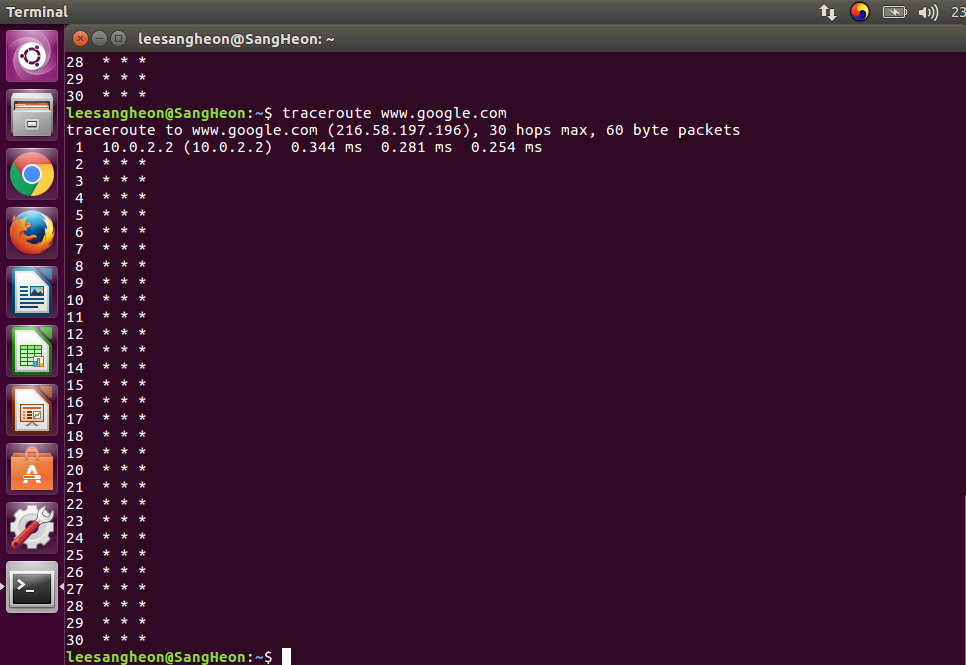 Terminal
23
leesangheon@SangHeon: ~
28 * * *
29 * * *
30 * * *
leesangheon@SangHeon:~$ traceroute www.google.com
traceroute to www.google.com (216.58.197.196), 30 hops max, 60 byte packets
1 10.0.2.2 (10.0.2.2) 0.344 ms 0.281 ms 0.254 ms
2 * * *
3 * * *
4 * * *
5 * * *
6 * * *
7 * * *
8 * * *
9 * * *
10 * * *
11 * * *
12 * * *
13 * * *
14 * * *
15 * * *
16 * * *
17 * * *
18 * * *
19 * * *
20 * * *
21 * * *
22 * * *
23 * * *
24 * * *
25 * * *
26 * * *
27 * * *
28 * * *
29 * * *
30 * * *
leesangheon@SangHeon:~$